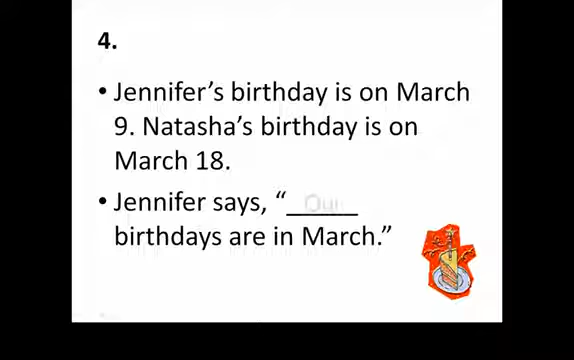 4.
• Jennifer’s birthday is on March
9. Natasha’s birthday is on
March 18.
• Jennifer says, “_____ Our
birthdays are in March.”